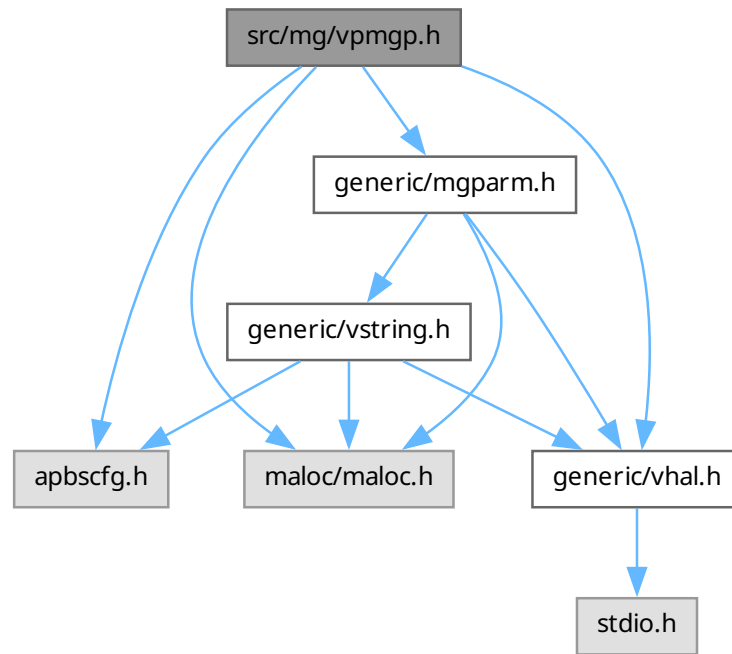 src/mg/vpmgp.h
generic/mgparm.h
generic/vstring.h
apbscfg.h
maloc/maloc.h
generic/vhal.h
stdio.h